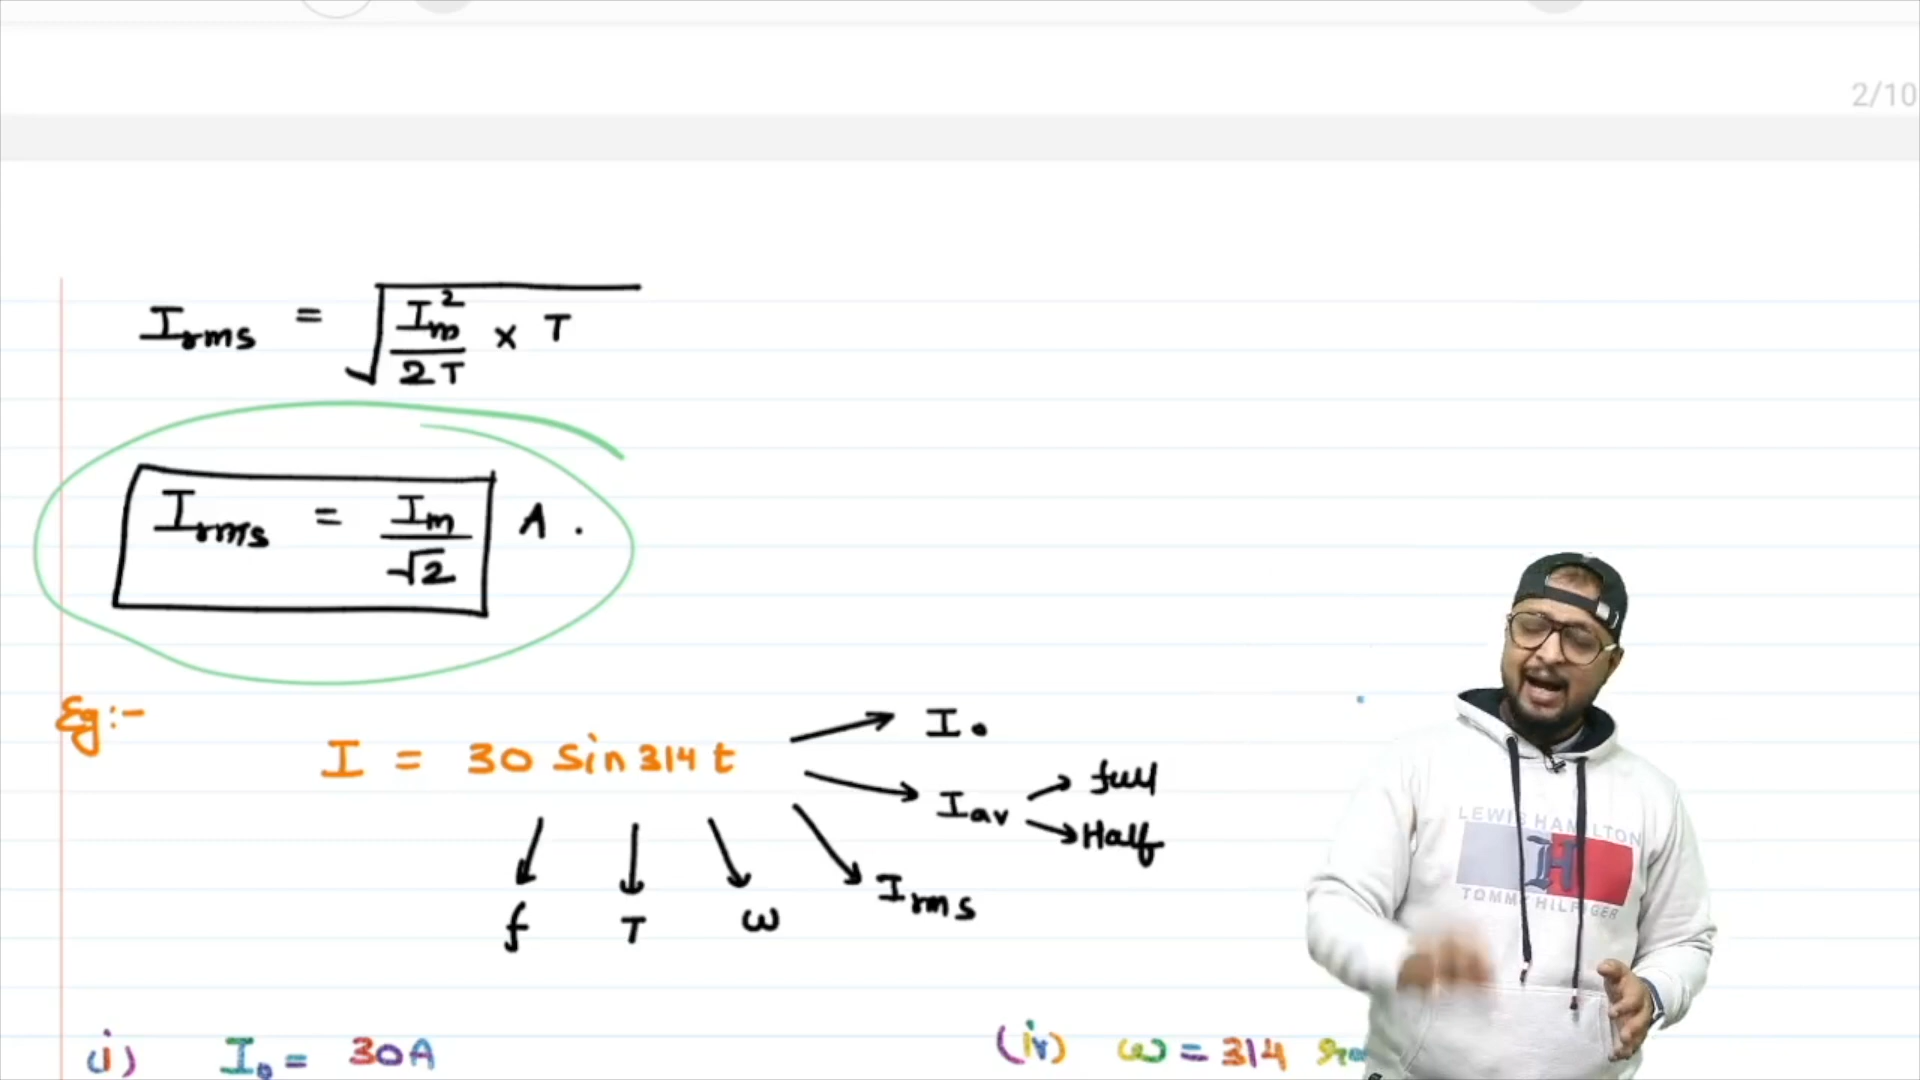 2/10
Irms = √(Im²/2T × T)
Irms = Im/√2 A.
Eg:-
I = 30 Sin 314 t
I₀
Iav
full
Half
Irms
f T ω
(i) I₀ = 30A
(iv) ω = 314
LEWIS HAMILTON
H
TOMMY HILFIGER